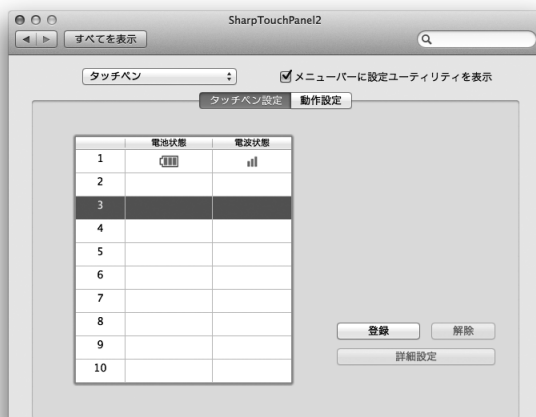 SharpTouchPanel2
すべてを表示
タッチペン メニューバーに設定ユーティリティを表示
タッチペン設定 動作設定
電池状態 電波状態
1
2
3
4
5
6
7
8
9
10
登録 解除
詳細設定